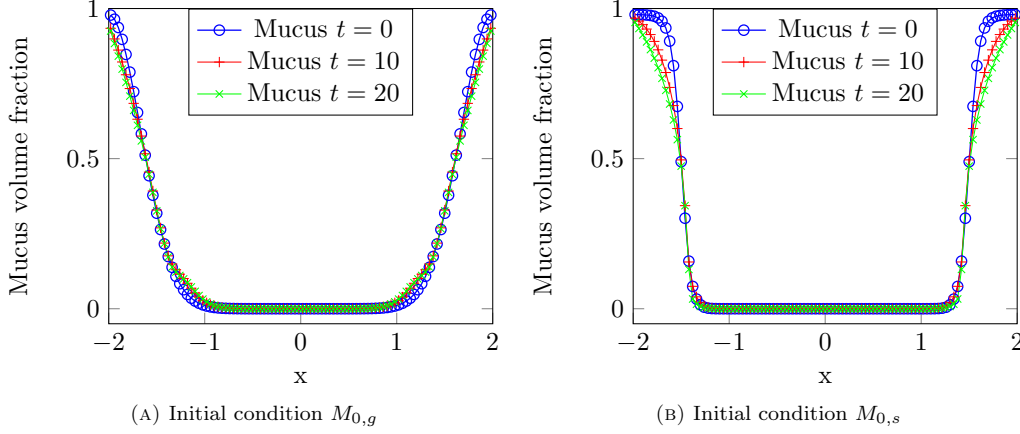 Mucus volume fraction
1
0.5
0
Mucus t = 0
Mucus t = 10
Mucus t = 20
−2 −1 0 1 2
x
(A) Initial condition M0,g
Mucus volume fraction
1
0.5
0
Mucus t = 0
Mucus t = 10
Mucus t = 20
−2 −1 0 1 2
x
(B) Initial condition M0,s